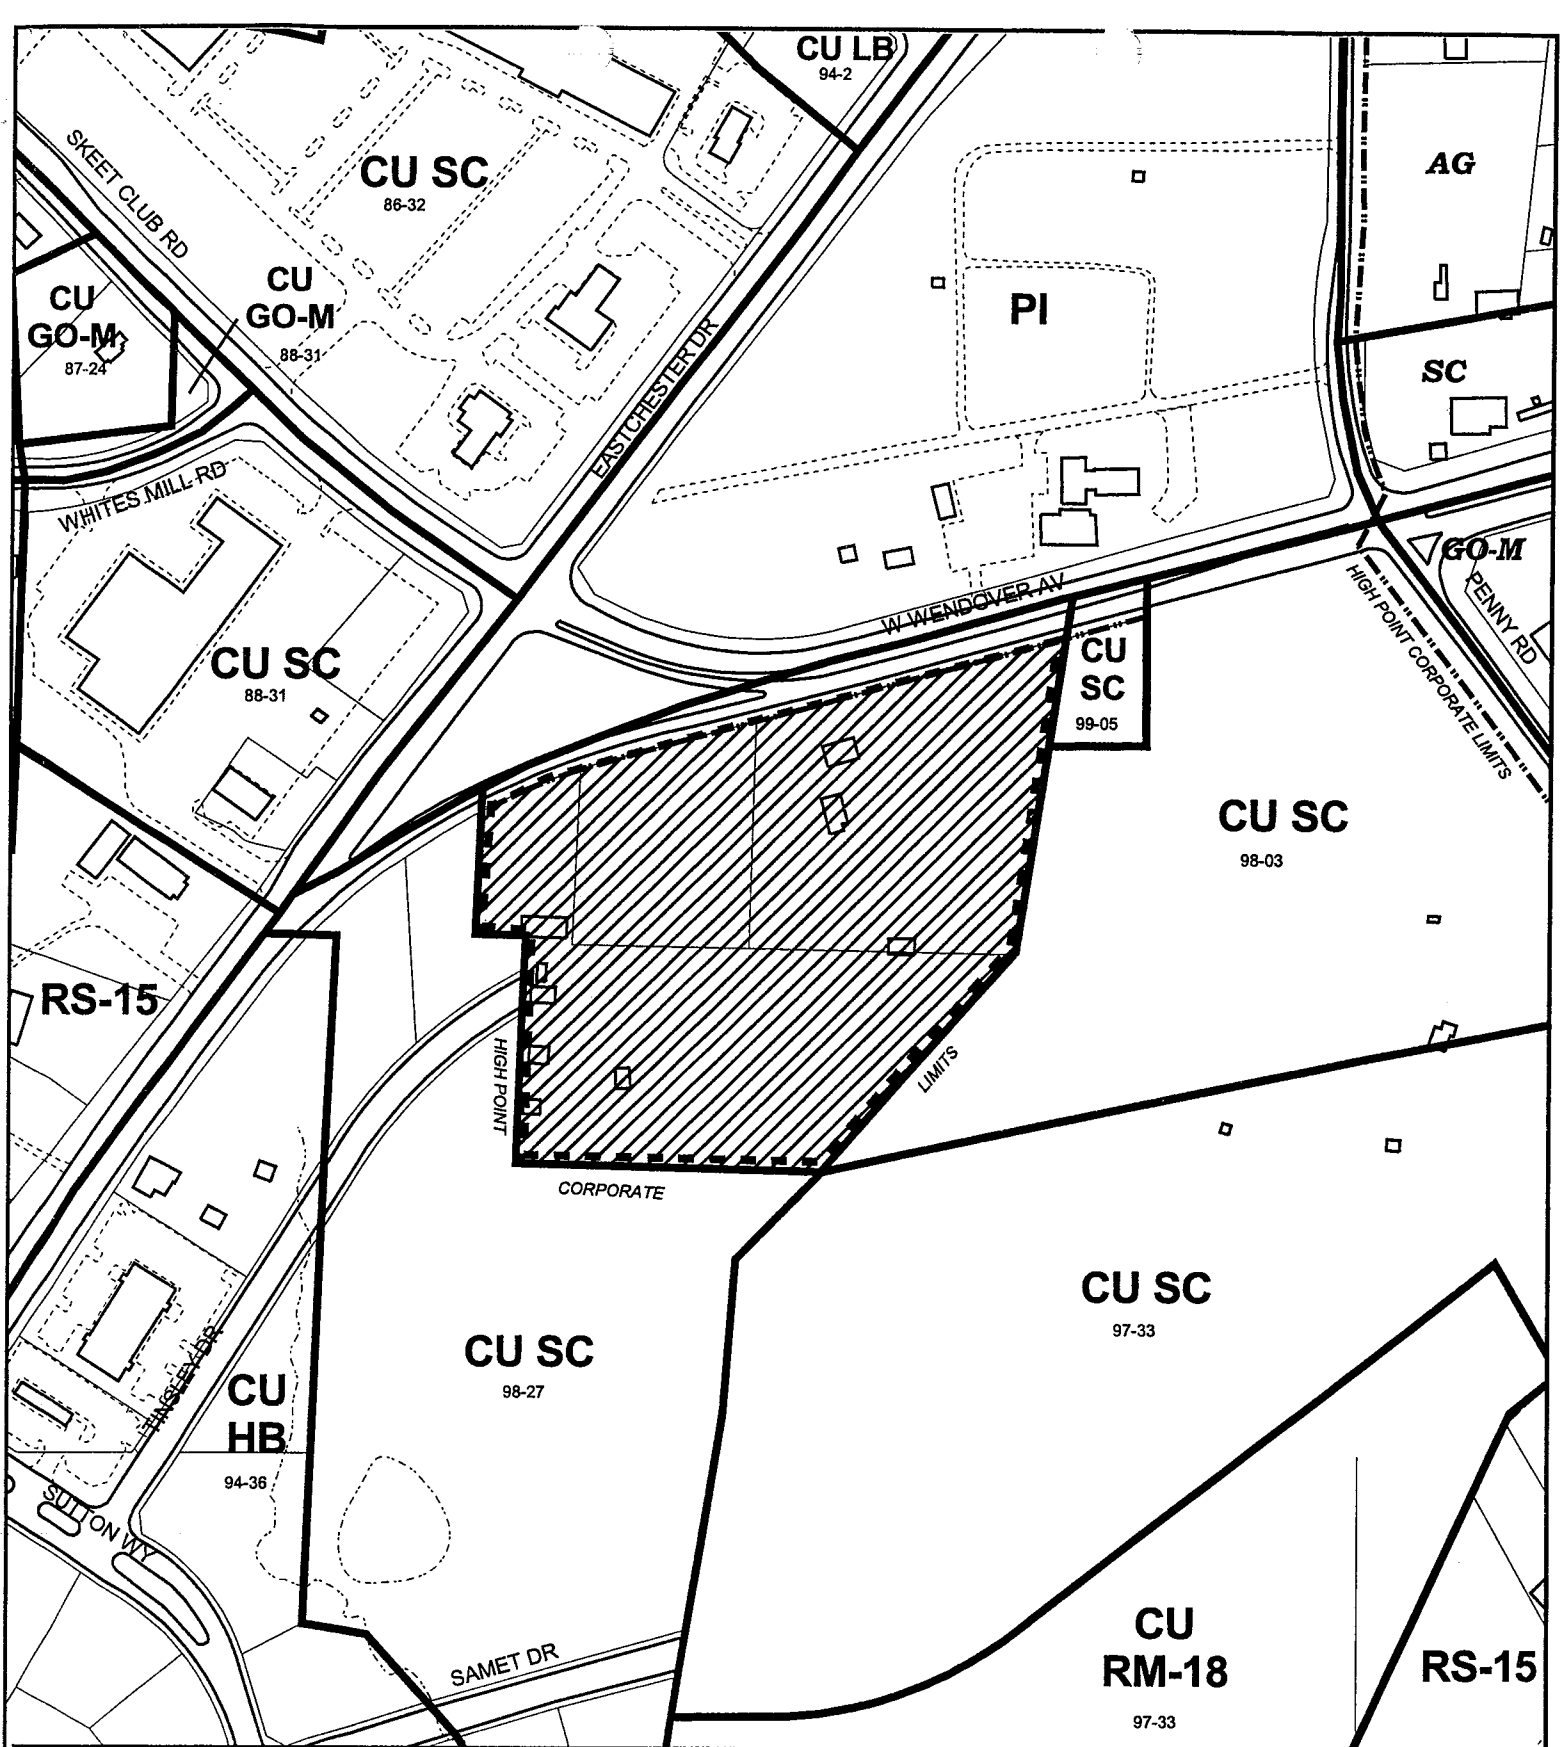 CU LB
94-2
SKEET CLUB RD
CU SC
86-32
AG
CU
GO-M
88-31
CU
GO-M
87-24
PI
EASTCHESTER DR
SC
WHITES MILL RD
GO-M
PENNY RD
HIGH POINT CORPORATE LIMITS
W WENDOVER AV
CU SC
88-31
CU
SC
99-05
CU SC
98-03
RS-15
HIGH POINT
LIMITS
CORPORATE
CU SC
97-33
CU SC
98-27
TINSLEY DR
CU
HB
94-36
SUTTON WY
SAMET DR
CU
RM-18
97-33
RS-15